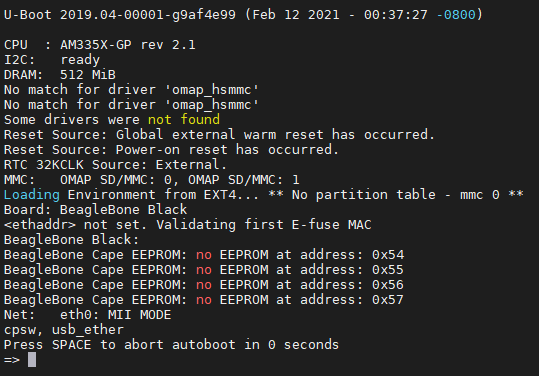 U-Boot 2019.04-00001-g9af4e99 (Feb 12 2021 - 00:37:27 -0800)
CPU  : AM335X-GP rev 2.1
I2C:   ready
DRAM:  512 MiB
No match for driver 'omap_hsmmc'
No match for driver 'omap_hsmmc'
Some drivers were not found
Reset Source: Global external warm reset has occurred.
Reset Source: Power-on reset has occurred.
RTC 32KCLK Source: External.
MMC:   OMAP SD/MMC: 0, OMAP SD/MMC: 1
Loading Environment from EXT4... ** No partition table - mmc 0 **
Board: BeagleBone Black
<ethaddr> not set. Validating first E-fuse MAC
BeagleBone Black:
BeagleBone Cape EEPROM: no EEPROM at address: 0x54
BeagleBone Cape EEPROM: no EEPROM at address: 0x55
BeagleBone Cape EEPROM: no EEPROM at address: 0x56
BeagleBone Cape EEPROM: no EEPROM at address: 0x57
Net:   eth0: MII MODE
cpsw, usb_ether
Press SPACE to abort autoboot in 0 seconds
=>